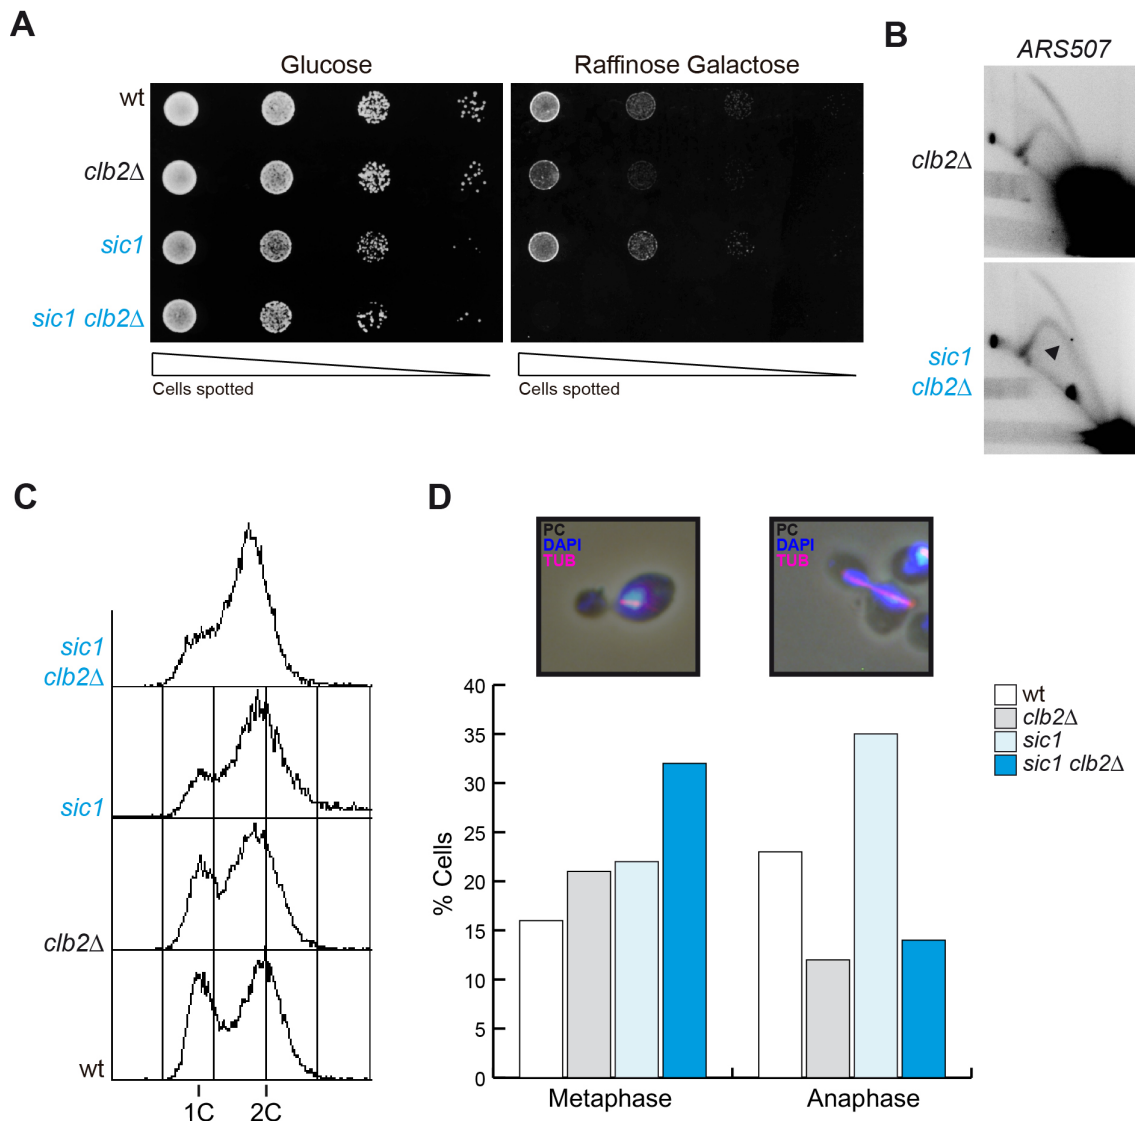 A
Glucose
Raffinose Galactose
wt
clb2Δ
sic1
sic1 clb2Δ
Cells spotted
Cells spotted
B
ARS507
clb2Δ
sic1
clb2Δ
C
sic1
clb2Δ
sic1
clb2Δ
wt
1C
2C
D
PC
DAPI
TUB
PC
DAPI
TUB
% Cells
40
35
30
25
20
15
10
5
0
Metaphase
Anaphase
wt
clb2Δ
sic1
sic1 clb2Δ